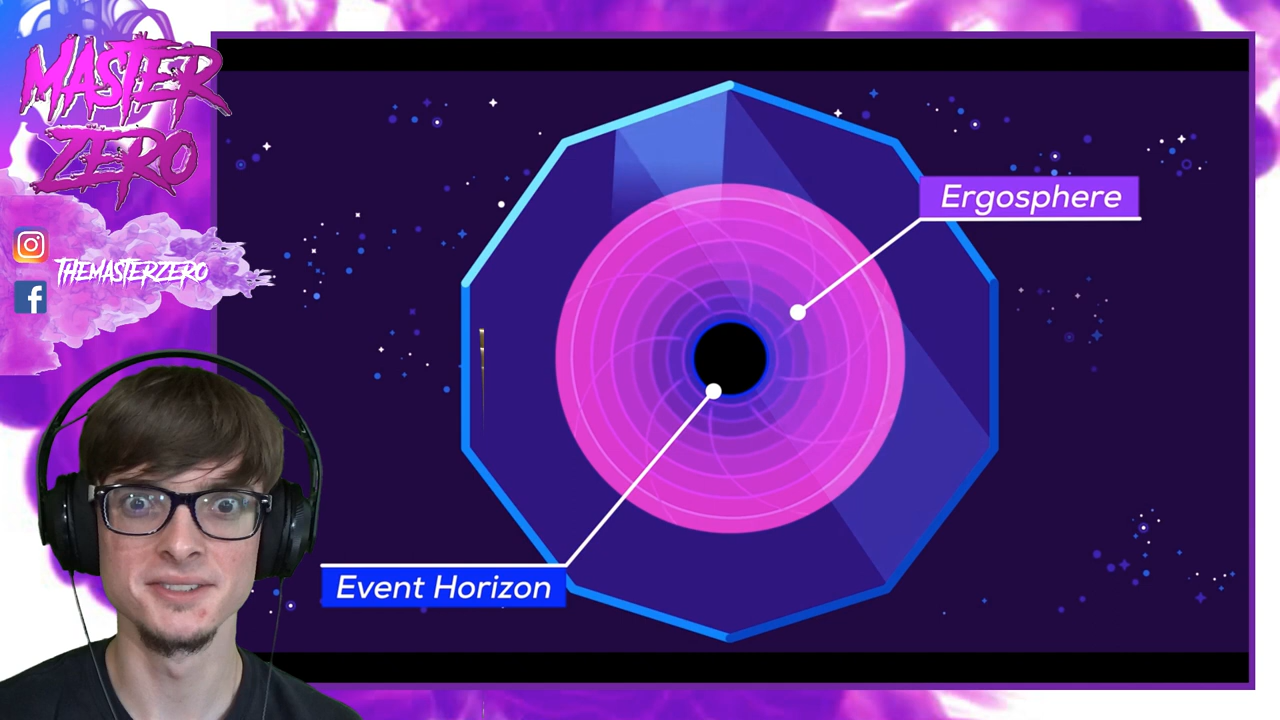 MASTER
ZERO
THEMASTERZERO
Ergosphere
Event Horizon